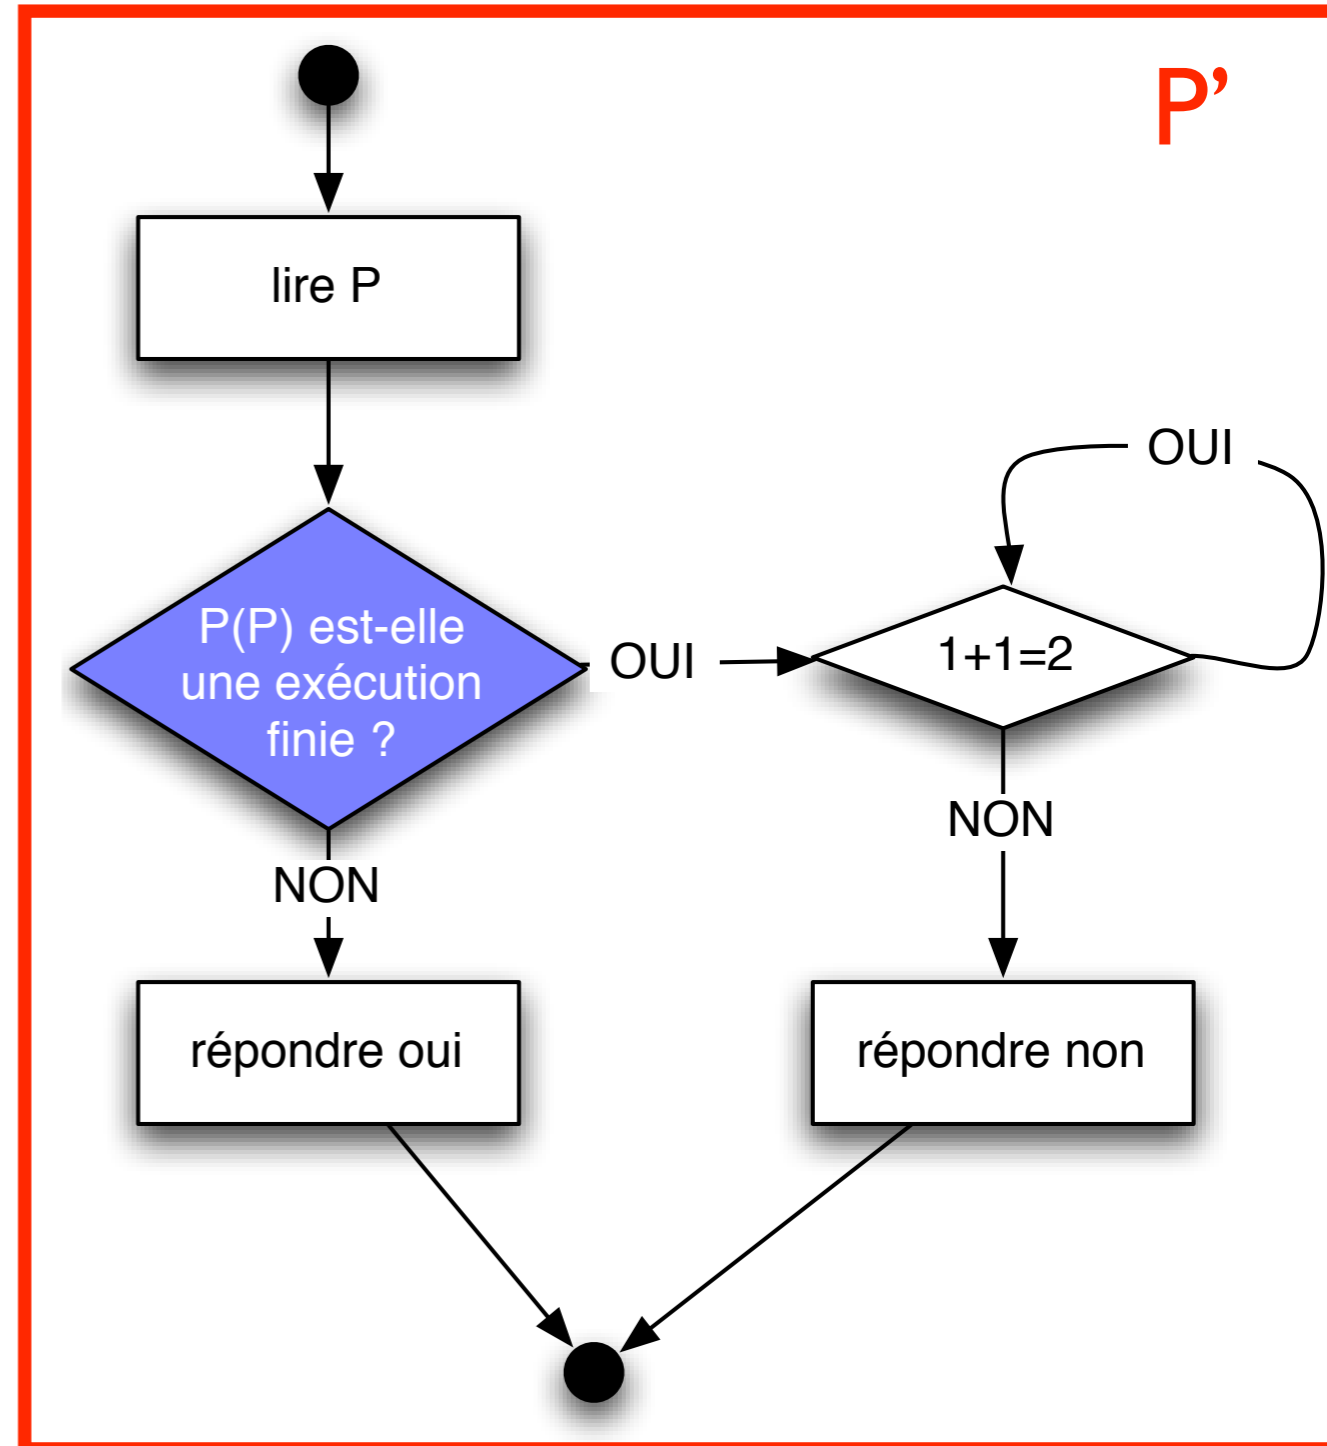 P’
lire P
P(P) est-elle
une exécution
finie ?
OUI
1+1=2
OUI
NON
NON
répondre oui
répondre non